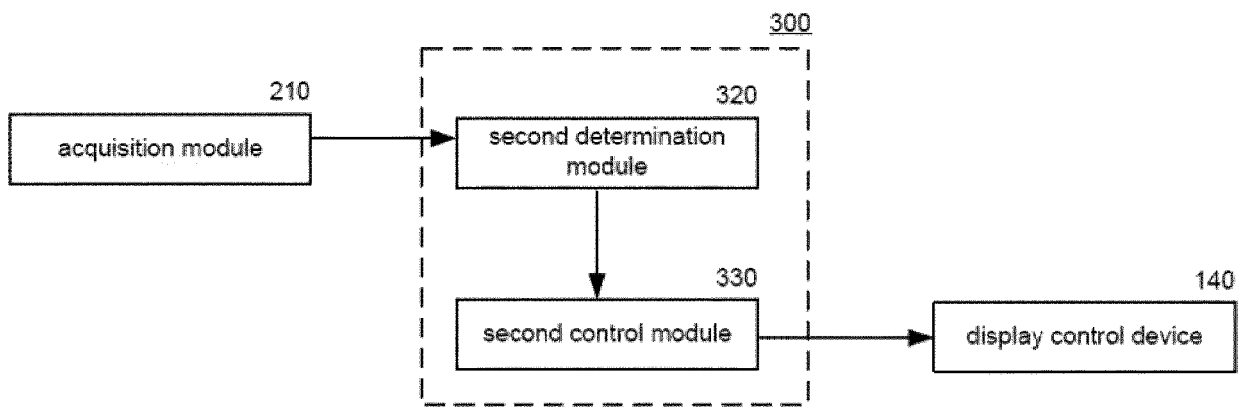 300
210
320
acquisition module
second determination
module
330
140
second control module
display control device